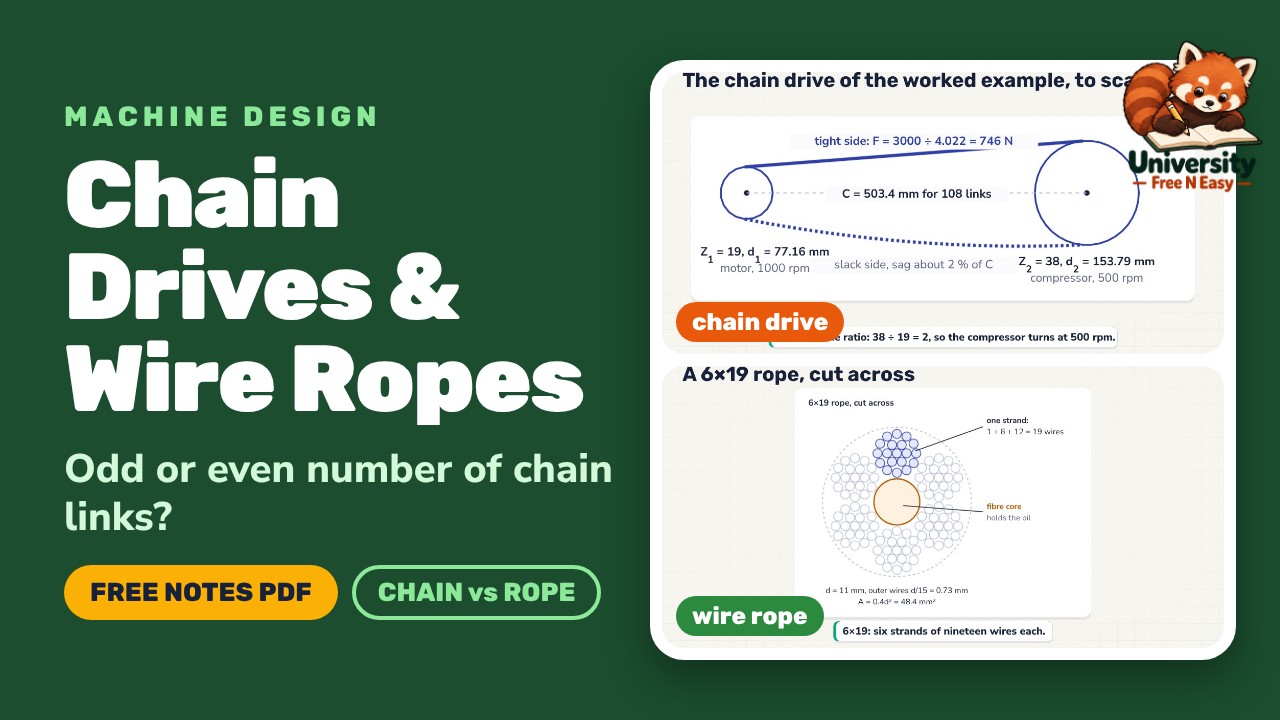 MACHINE DESIGN
Chain
Drives &
Wire Ropes
Odd or even number of chain
links?
FREE NOTES PDF
CHAIN vs ROPE
The chain drive of the worked example, to sca
tight side: F = 3000 ÷ 4.022 = 746 N
C = 503.4 mm for 108 links
Z1 = 19, d1 = 77.16 mm
motor, 1000 rpm
slack side, sag about 2 % of C
Z2 = 38, d2 = 153.79 mm
compressor, 500 rpm
chain drive
ratio: 38 ÷ 19 = 2, so the compressor turns at 500 rpm.
University
Free N Easy
A 6×19 rope, cut across
6×19 rope, cut across
one strand:
1 + 6 + 12 = 19 wires
fibre core
holds the oil
d = 11 mm, outer wires d/15 = 0.73 mm
A = 0.4d² = 48.4 mm²
wire rope
6×19: six strands of nineteen wires each.